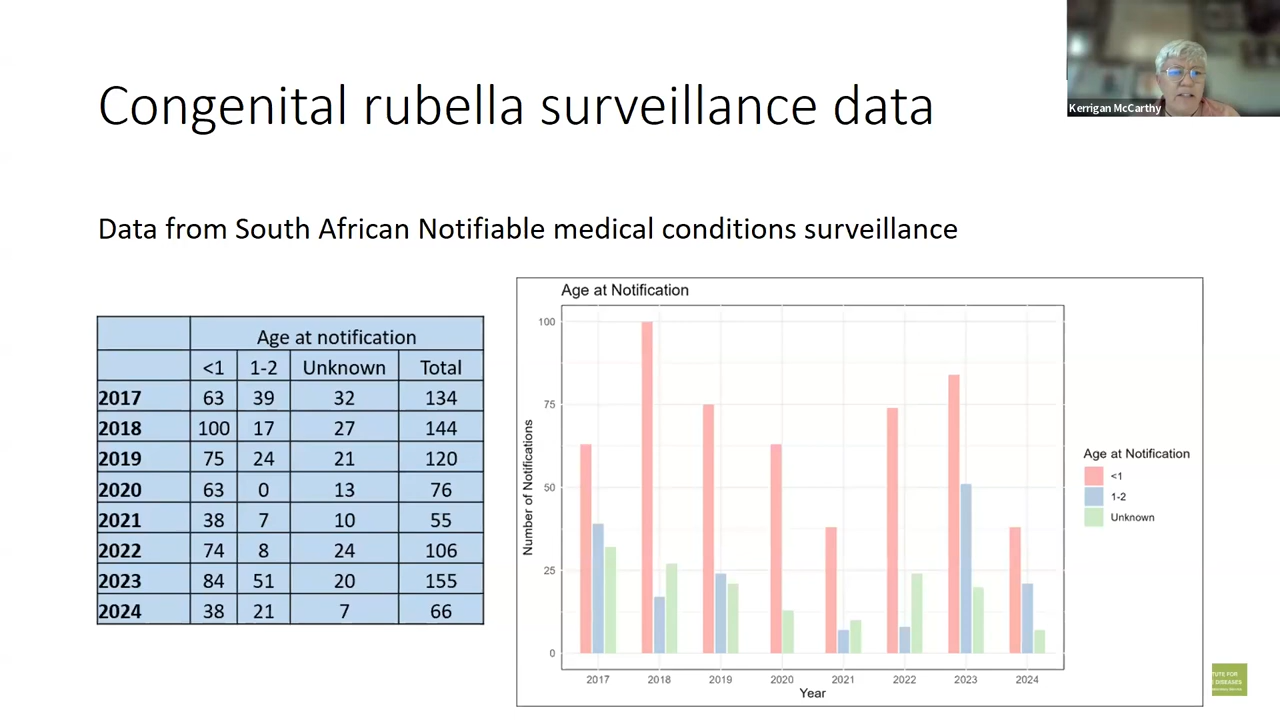 Kerrigan McCarthy
Congenital rubella surveillance data
Data from South African Notifiable medical conditions surveillance
Age at notification
<1 1-2 Unknown Total
2017 63 39 32 134
2018 100 17 27 144
2019 75 24 21 120
2020 63 0 13 76
2021 38 7 10 55
2022 74 8 24 106
2023 84 51 20 155
2024 38 21 7 66
Age at Notification
100
75
50
25
0
Number of Notifications
2017 2018 2019 2020 2021 2022 2023 2024
Year
Age at Notification
<1
1-2
Unknown
TUTE FOR
E DISEASES